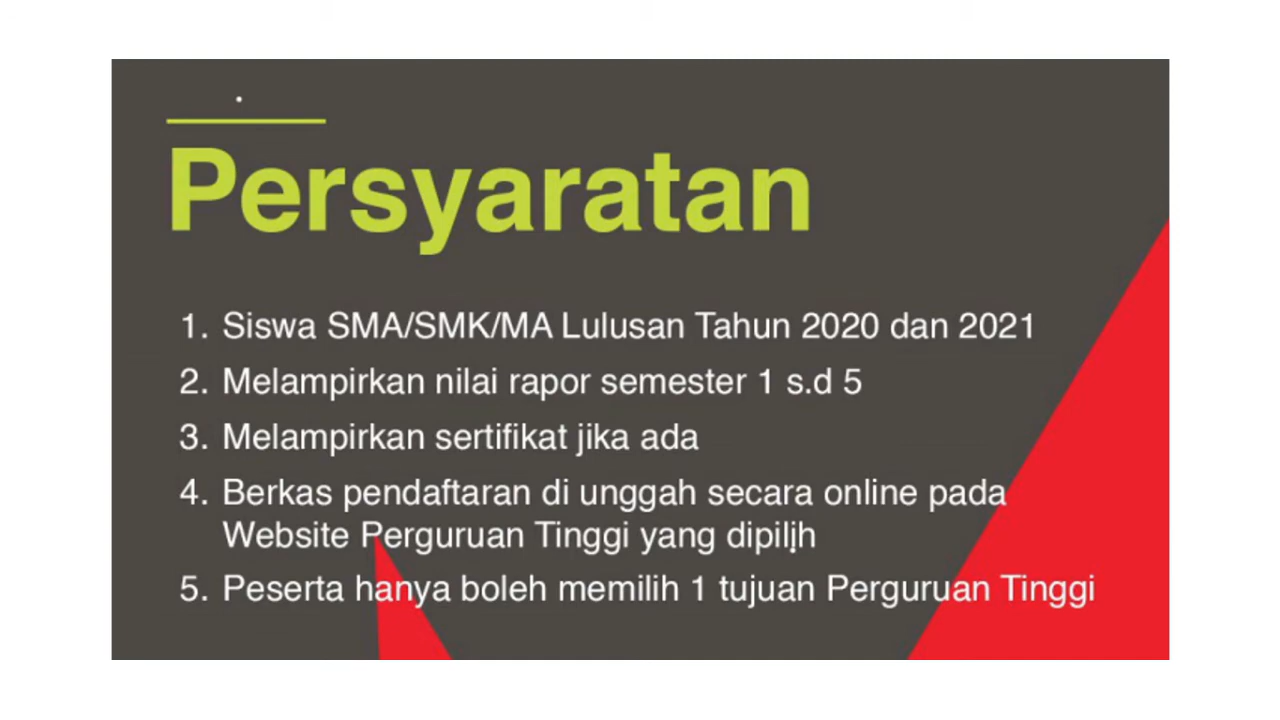 Persyaratan
1. Siswa SMA/SMK/MA Lulusan Tahun 2020 dan 2021
2. Melampirkan nilai rapor semester 1 s.d 5
3. Melampirkan sertifikat jika ada
4. Berkas pendaftaran di unggah secara online pada
Website Perguruan Tinggi yang dipilih
5. Peserta hanya boleh memilih 1 tujuan Perguruan Tinggi